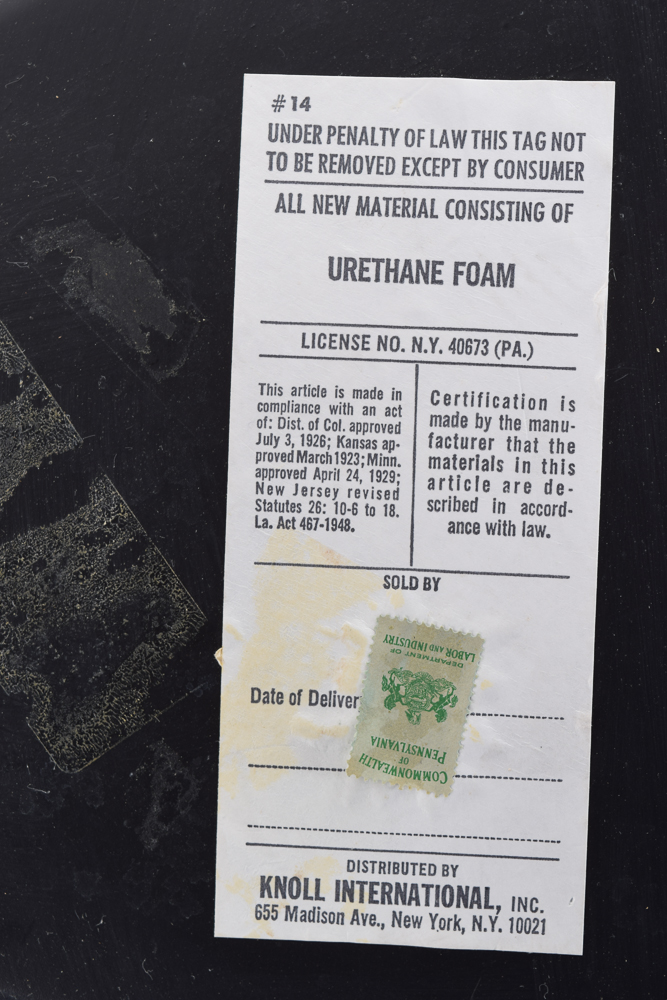 #14
UNDER PENALTY OF LAW THIS TAG NOT
TO BE REMOVED EXCEPT BY CONSUMER
ALL NEW MATERIAL CONSISTING OF
URETHANE FOAM
LICENSE NO. N.Y. 40673 (PA.)
This article is made in
compliance with an act
of: Dist. of Col. approved
July 3, 1926; Kansas ap-
proved March 1923; Minn.
approved April 24, 1929;
New Jersey revised
Statutes 26: 10-6 to 18.
La. Act 467-1948.
Certification is
made by the manu-
facturer that the
materials in this
article are de-
scribed in accord-
ance with law.
SOLD BY
Date of Deliver
COMMONWEALTH
OF
PENNSYLVANIA
DEPARTMENT OF
LABOR AND INDUSTRY
DISTRIBUTED BY
KNOLL INTERNATIONAL, INC.
655 Madison Ave., New York, N.Y. 10021